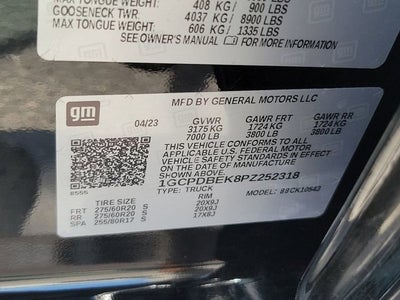 MAX TONGUE WEIGHT 408 KG / 900 LBS
GOOSENECK TWR: 4037 KG / 8900 LBS
MAX TONGUE WEIGHT 606 KG / 1335 LBS
SEE OWNER'S MANUAL
gm
MFD BY GENERAL MOTORS LLC
04/23 GVWR GAWR FRT GAWR RR
3175 KG 1724 KG 1724 KG
7000 LB 3800 LB 3800 LB
THIS VEHICLE CONFORMS TO ALL APPLICABLE
U.S. FEDERAL MOTOR VEHICLE
SAFETY STANDARDS IN EFFECT ON THE DATE OF
MANUFACTURE SHOWN ABOVE.
1GCPDBEK8PZ252318
TYPE: TRUCK MODEL:
TIRE SIZE RIM
FRT 275/60R20 S 20X9J
RR 275/60R20 S 20X9J
SPA 255/80R17 S 17X8J